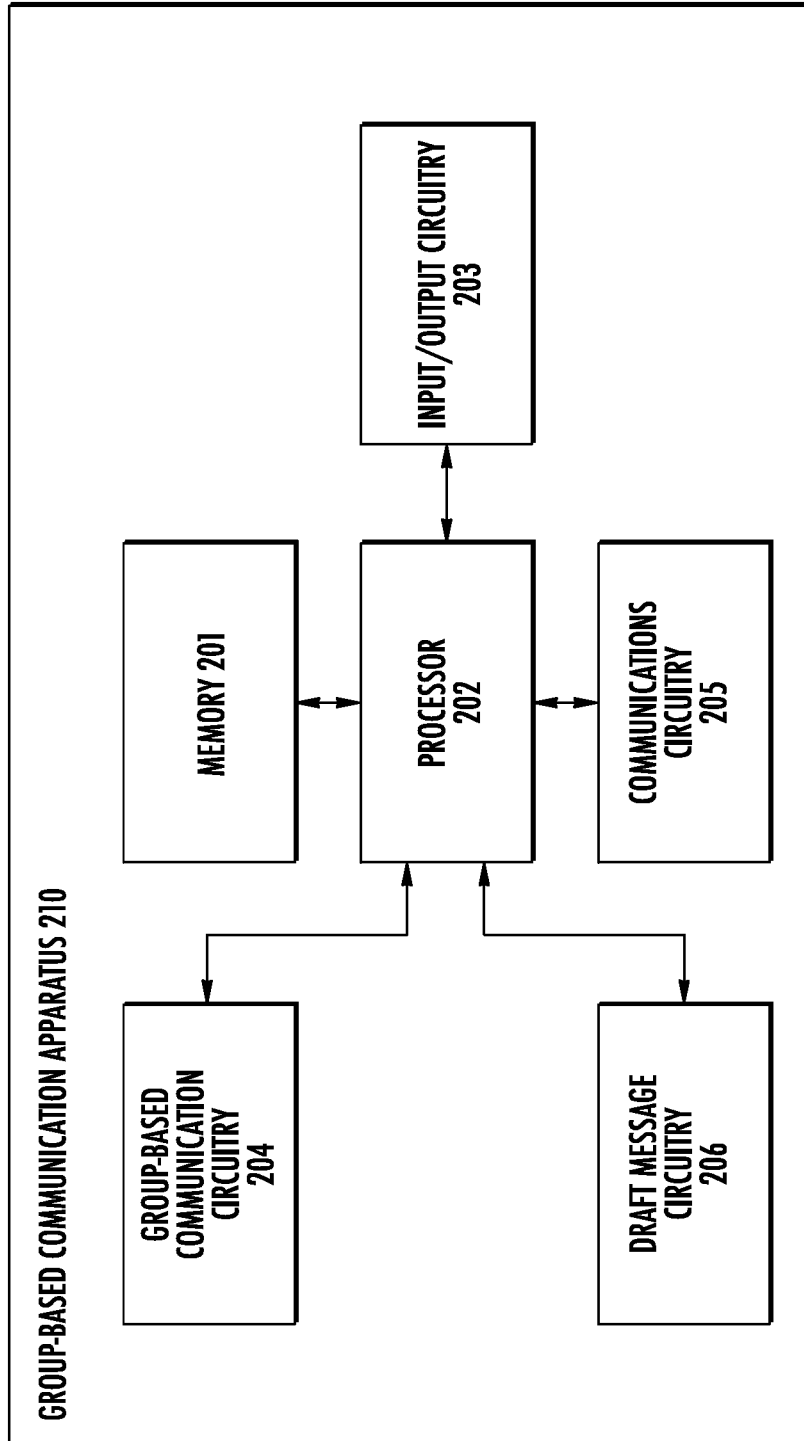 GROUP-BASED COMMUNICATION APPARATUS 210
GROUP-BASED
COMMUNICATION
CIRCUITRY
204
MEMORY 201
PROCESSOR
202
INPUT/OUTPUT CIRCUITRY
203
DRAFT MESSAGE
CIRCUITRY
206
COMMUNICATIONS
CIRCUITRY
205